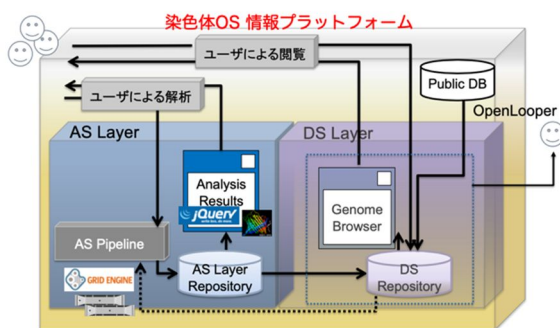 染色体OS 情報プラットフォーム
ユーザによる閲覧
ユーザによる解析
Public DB
OpenLooper
AS Layer
DS Layer
Analysis
Results
jQuery
Genome
Browser
AS Pipeline
GRID ENGINE
AS Layer
Repository
DS
Repository